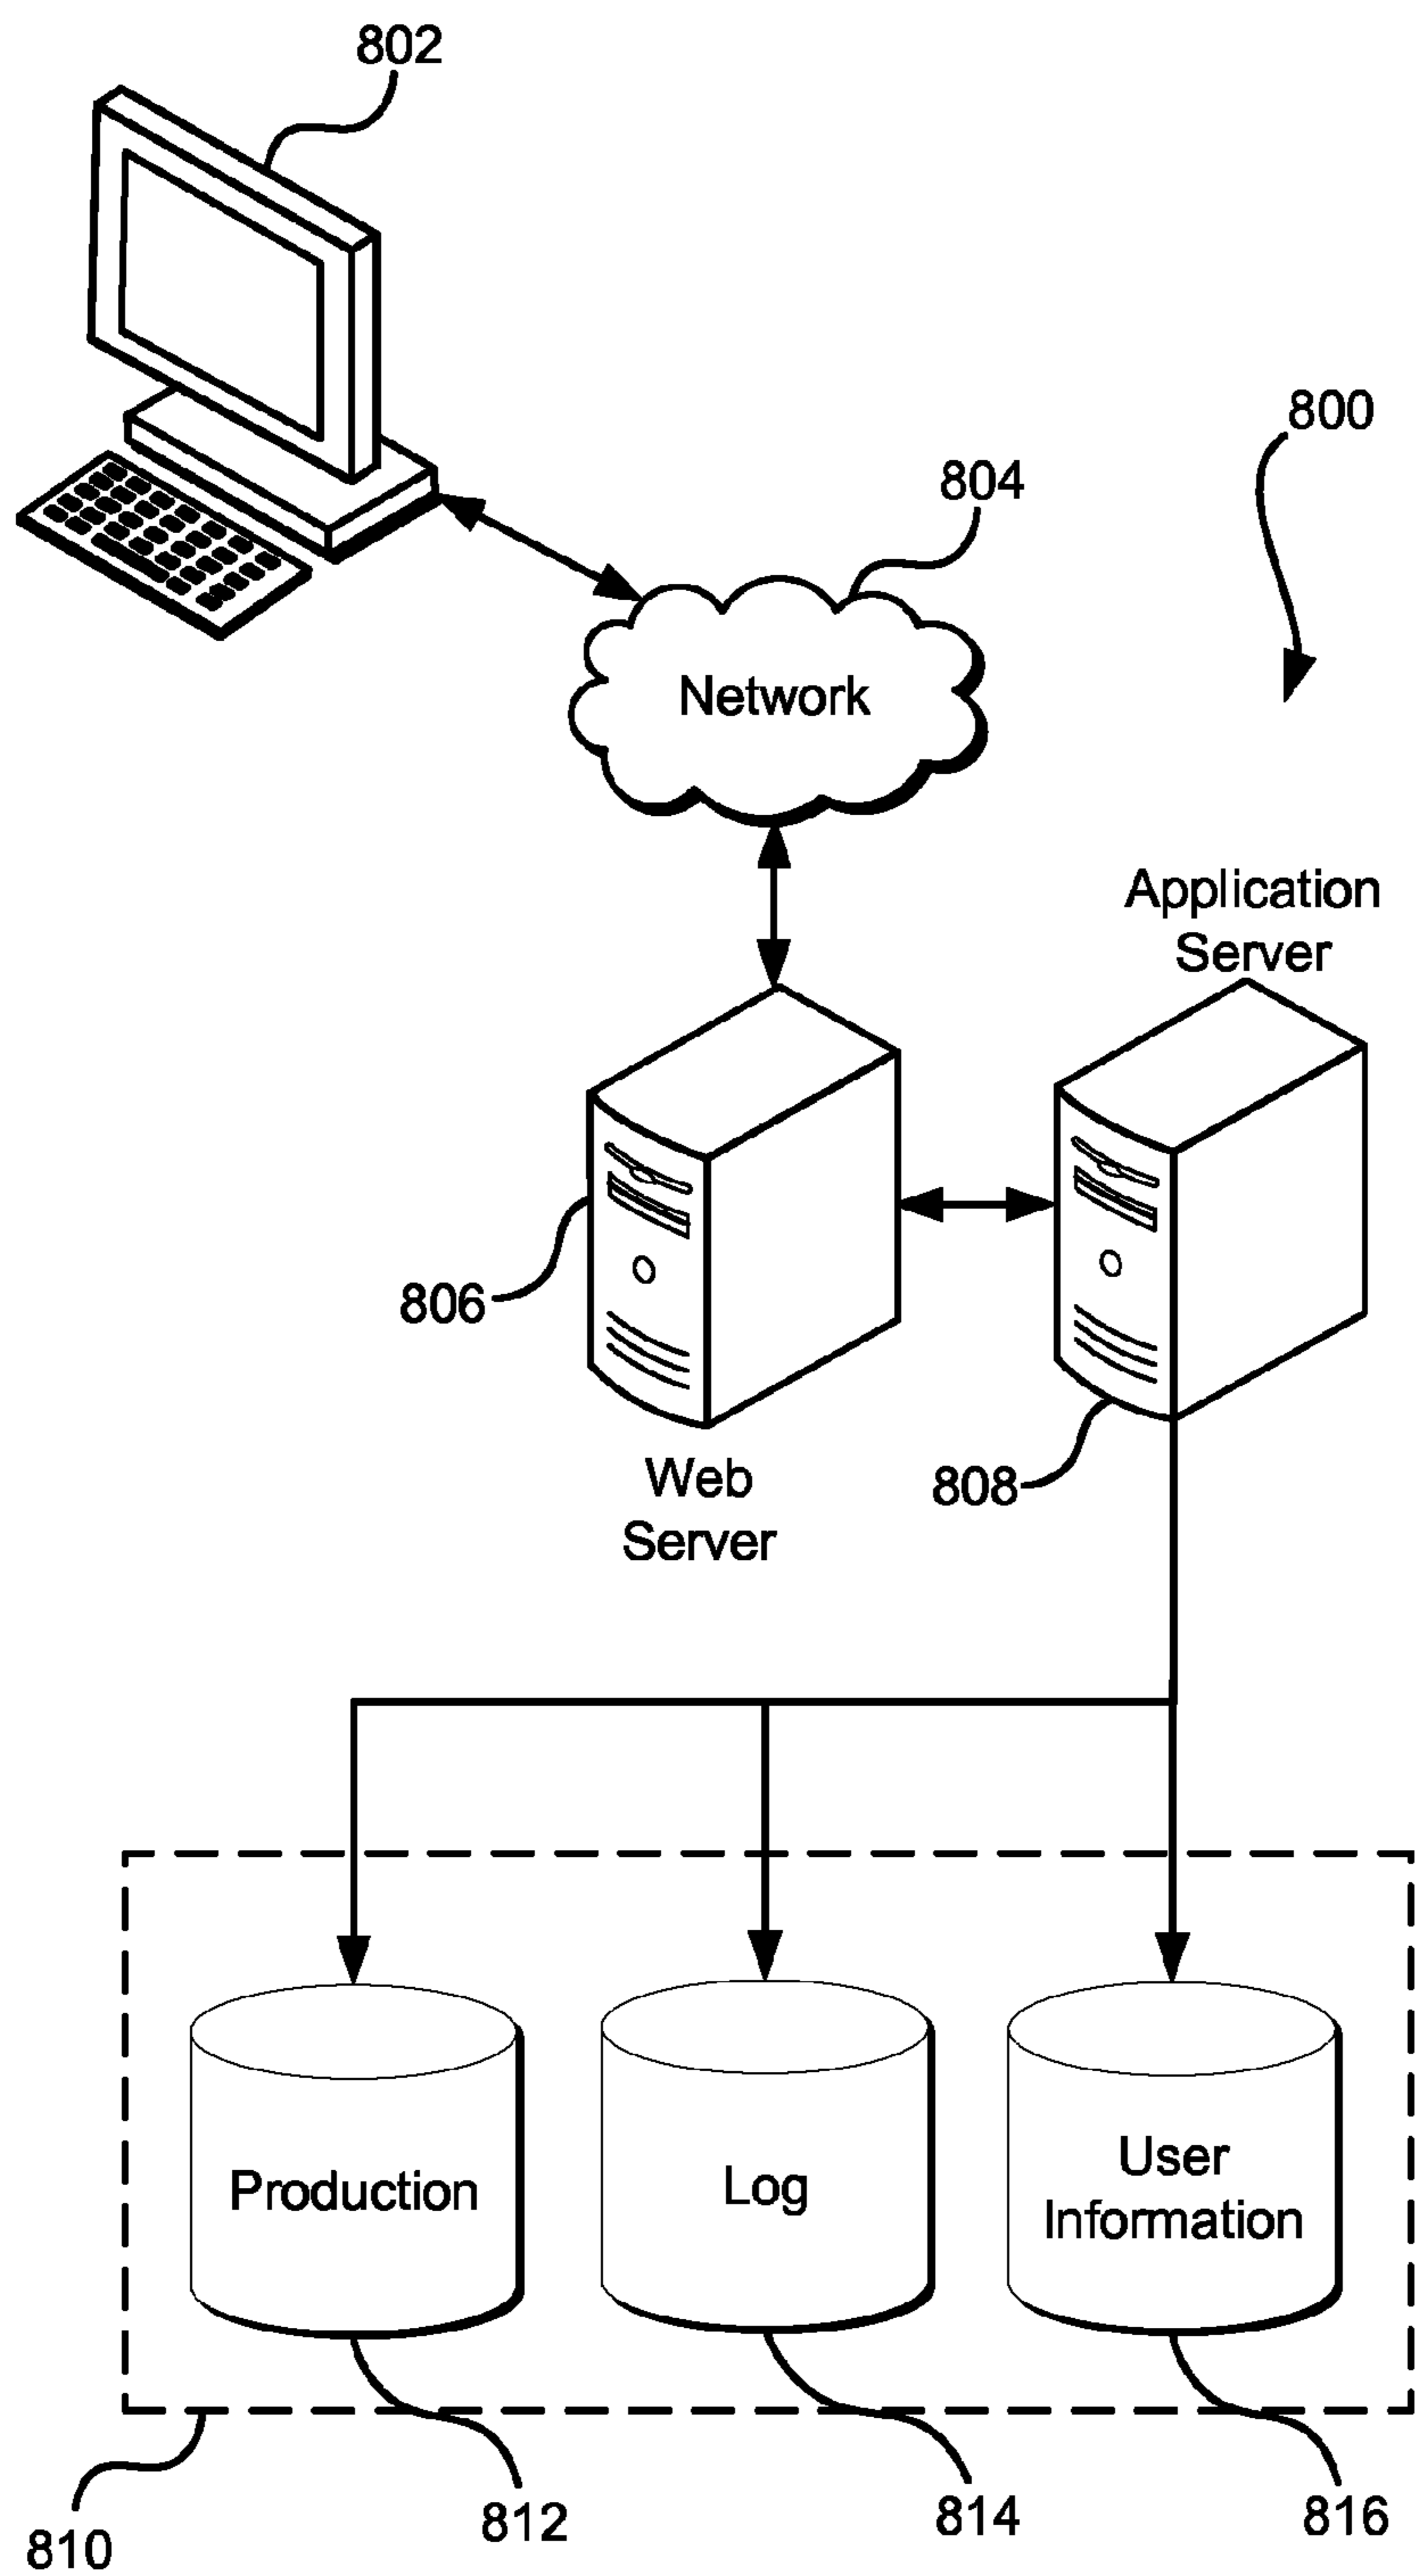 802
800
804
Network
Application
Server
806
808
Web
Server
Production
Log
User
Information
810
812
814
816